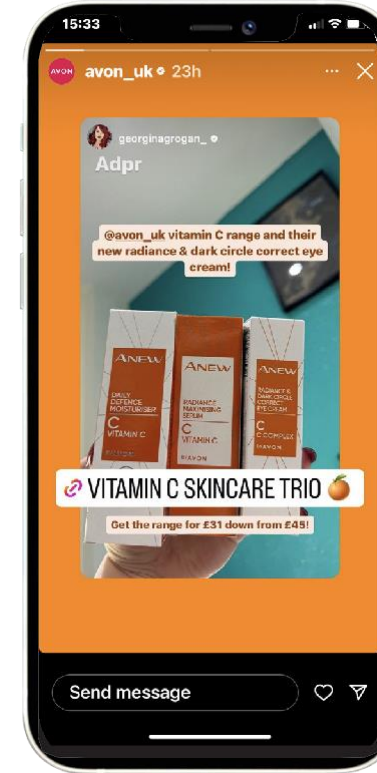 15:33
AVON
avon_uk 23h
georginagrogan_
Adpr
@avon_uk vitamin C range and their
new radiance & dark circle correct eye
cream!
ANEW
DAILY
DEFENCE
MOISTURISER
C
VITAMIN C
AVON
ANEW
RADIANCE
MAXIMISING
SERUM
C
VITAMIN C
AVON
ANEW
RADIANCE &
DARK CIRCLE
CORRECT
EYE CREAM
C
C COMPLEX
AVON
VITAMIN C SKINCARE TRIO
Get the range for £31 down from £45!
Send message